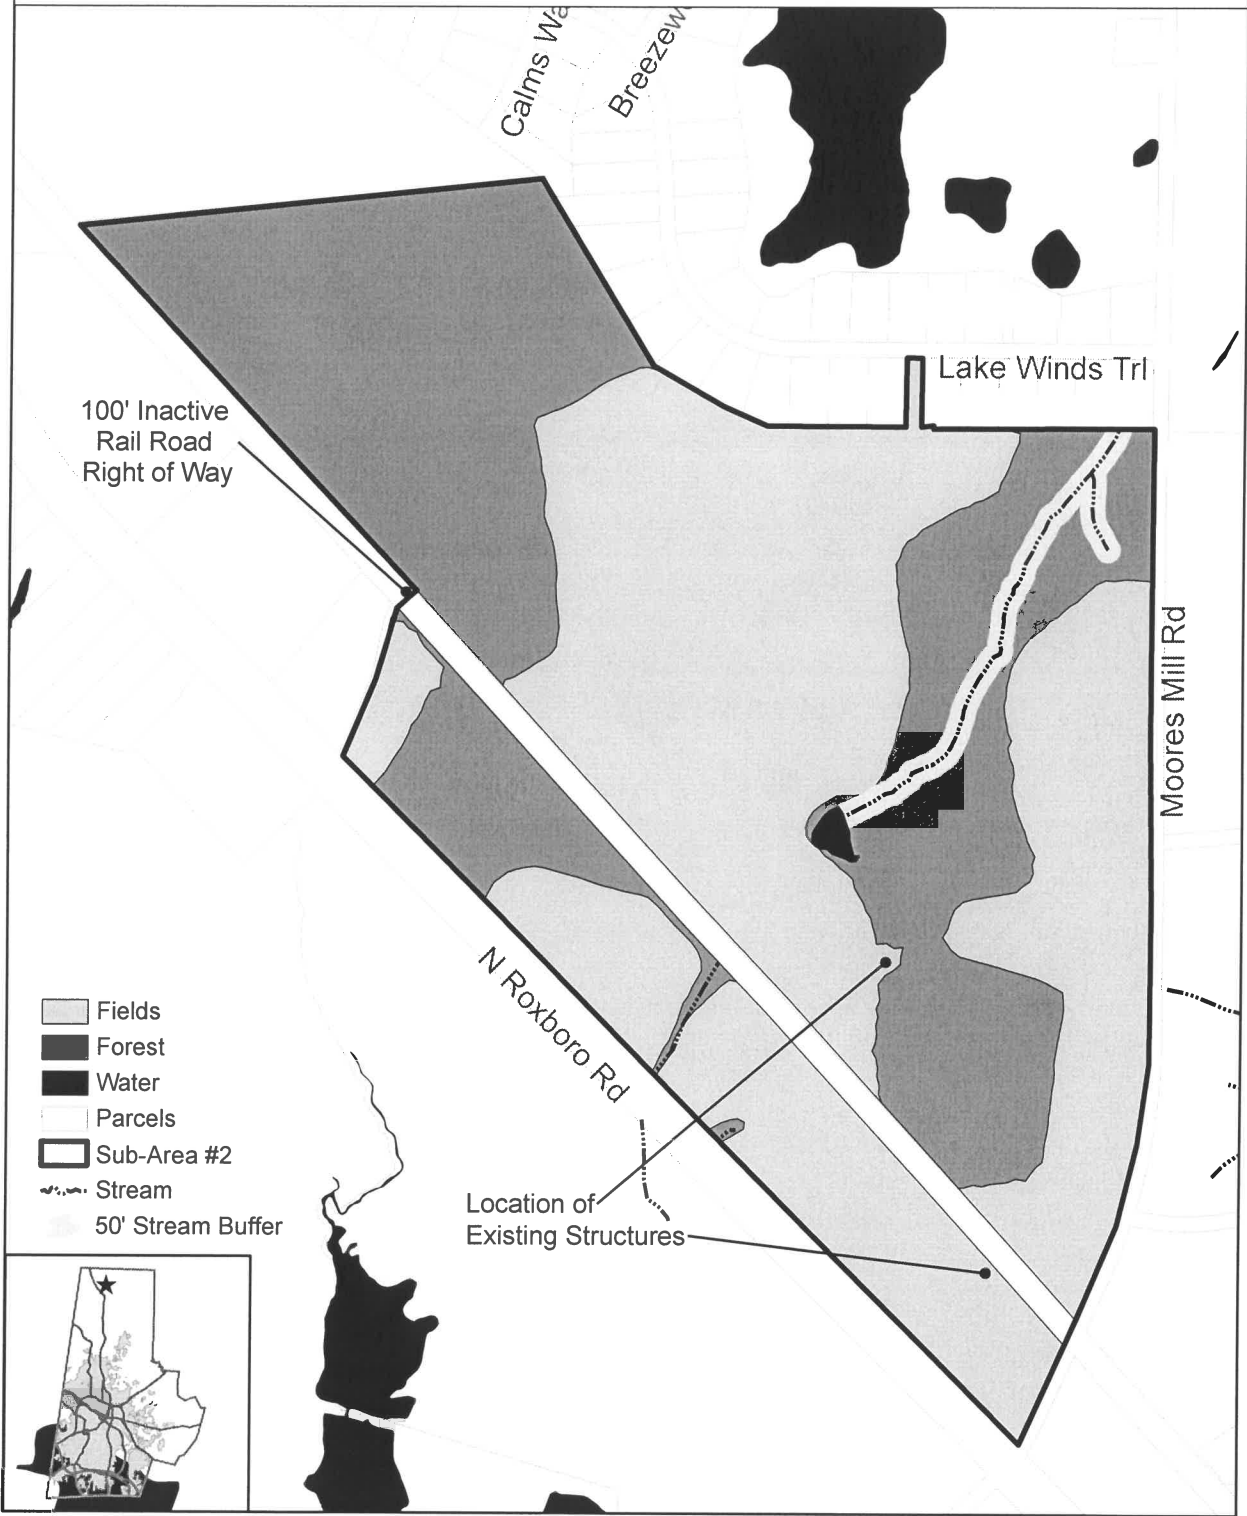 Calms
Lake Winds Trl
100' Inactive
Rail Road
Right of Way
Moores Mill Rd
N Roxboro Rd
Fields
Forest
Water
Parcels
Sub-Area #2
Stream
50' Stream Buffer
Location of
Existing Structures